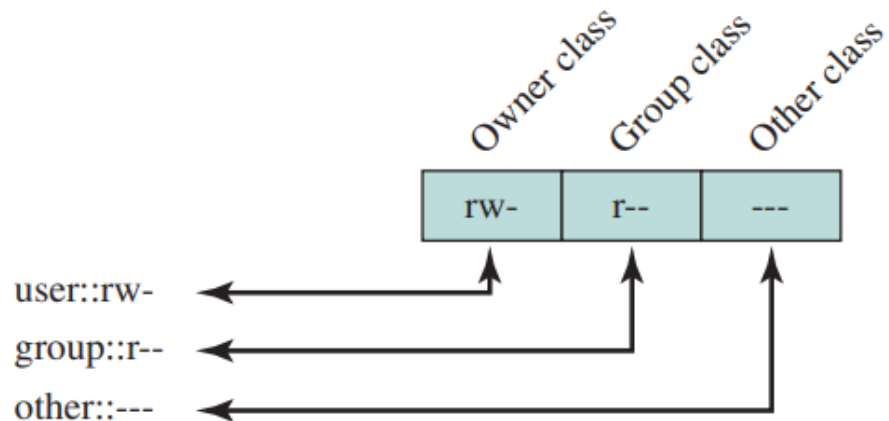 Owner class
Group class
Other class
rw- r-- ---
user::rw-
group::r--
other::---